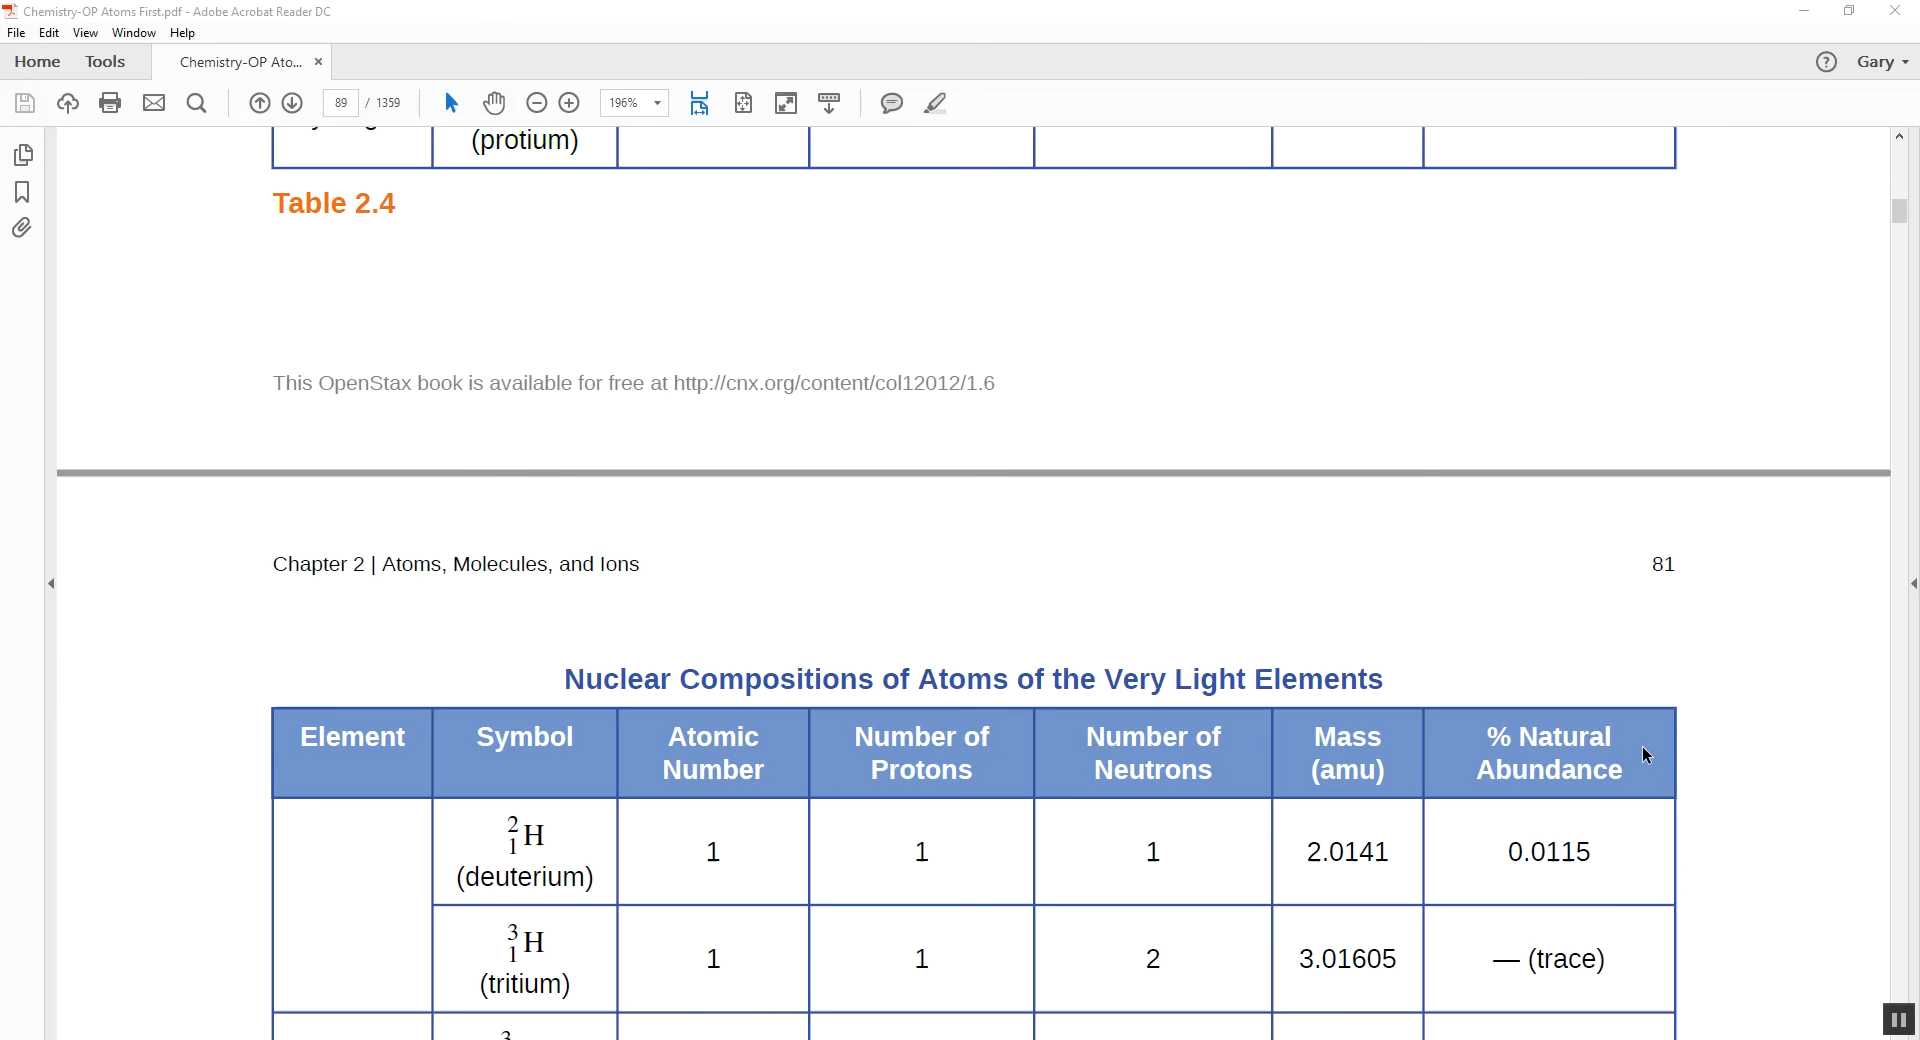 Chemistry-OP Atoms First.pdf - Adobe Acrobat Reader DC
File Edit View Window Help
Home Tools Chemistry-OP Ato... × ? Gary
89 / 1359 196%
(protium)
Table 2.4
This OpenStax book is available for free at http://cnx.org/content/col12012/1.6
Chapter 2 | Atoms, Molecules, and Ions 81
Nuclear Compositions of Atoms of the Very Light Elements
Element Symbol Atomic Number Number of Protons Number of Neutrons Mass (amu) % Natural Abundance
²₁H (deuterium) 1 1 1 2.0141 0.0115
³₁H (tritium) 1 1 2 3.01605 — (trace)
3